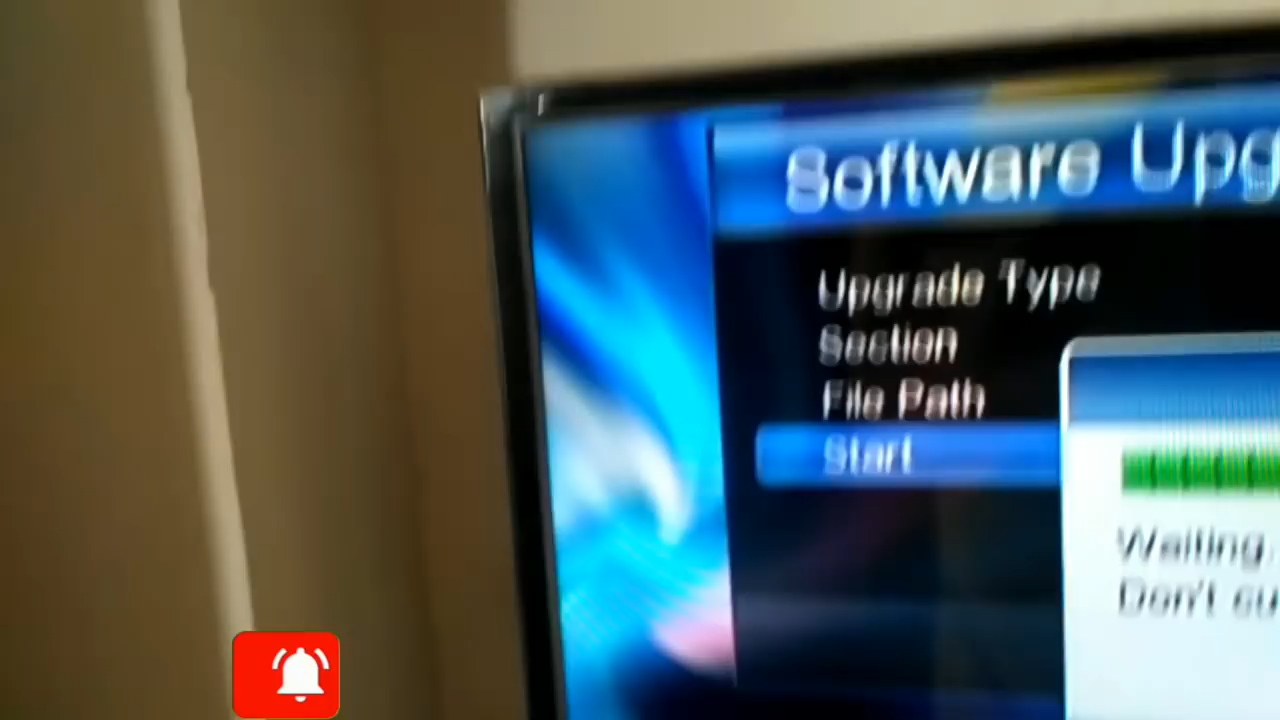 Software Upg
Upgrade Type
Section
File Path
Start
Waiting.
Don't cu